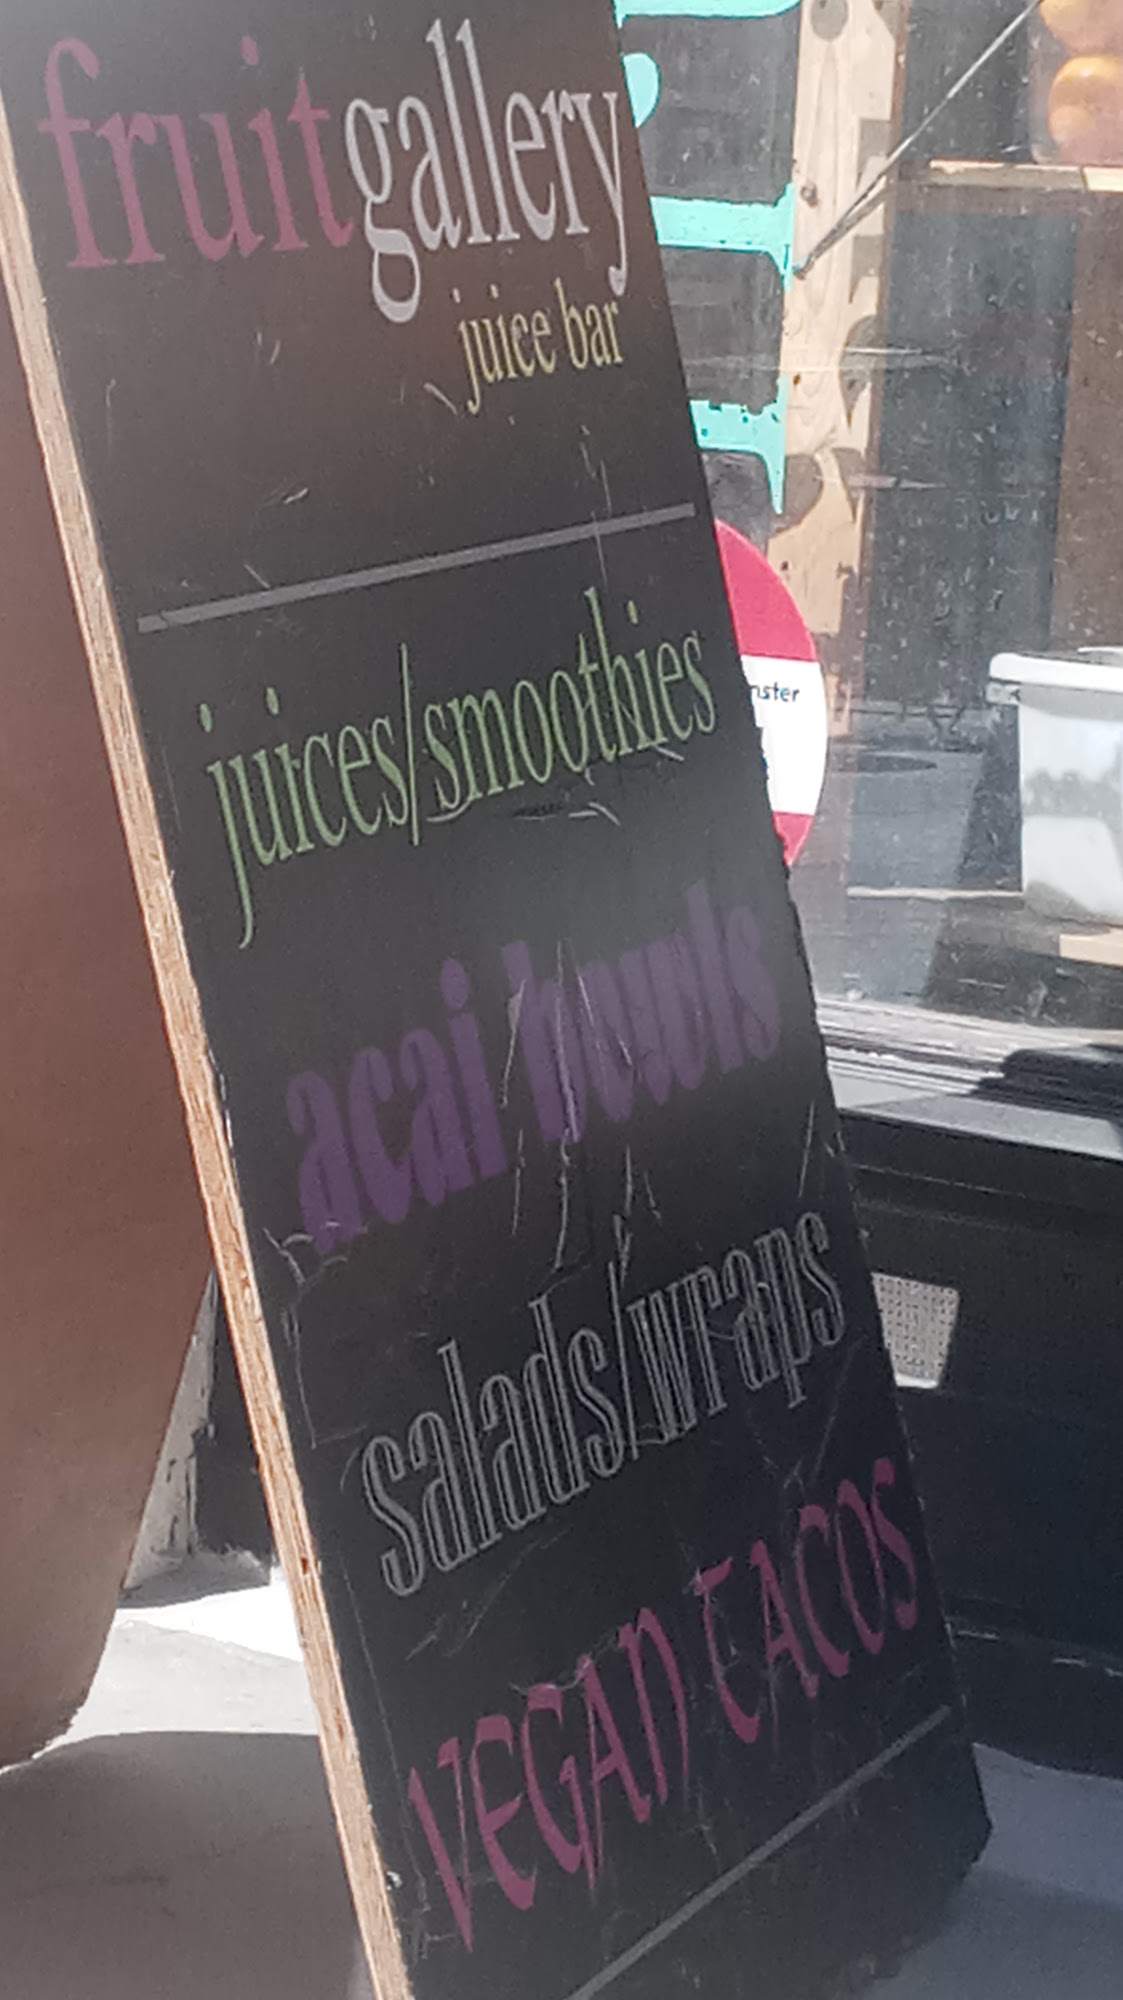 fruitgallery
juice bar
juices/smoothies
acai bowls
salads/wraps
VEGAN TACOS